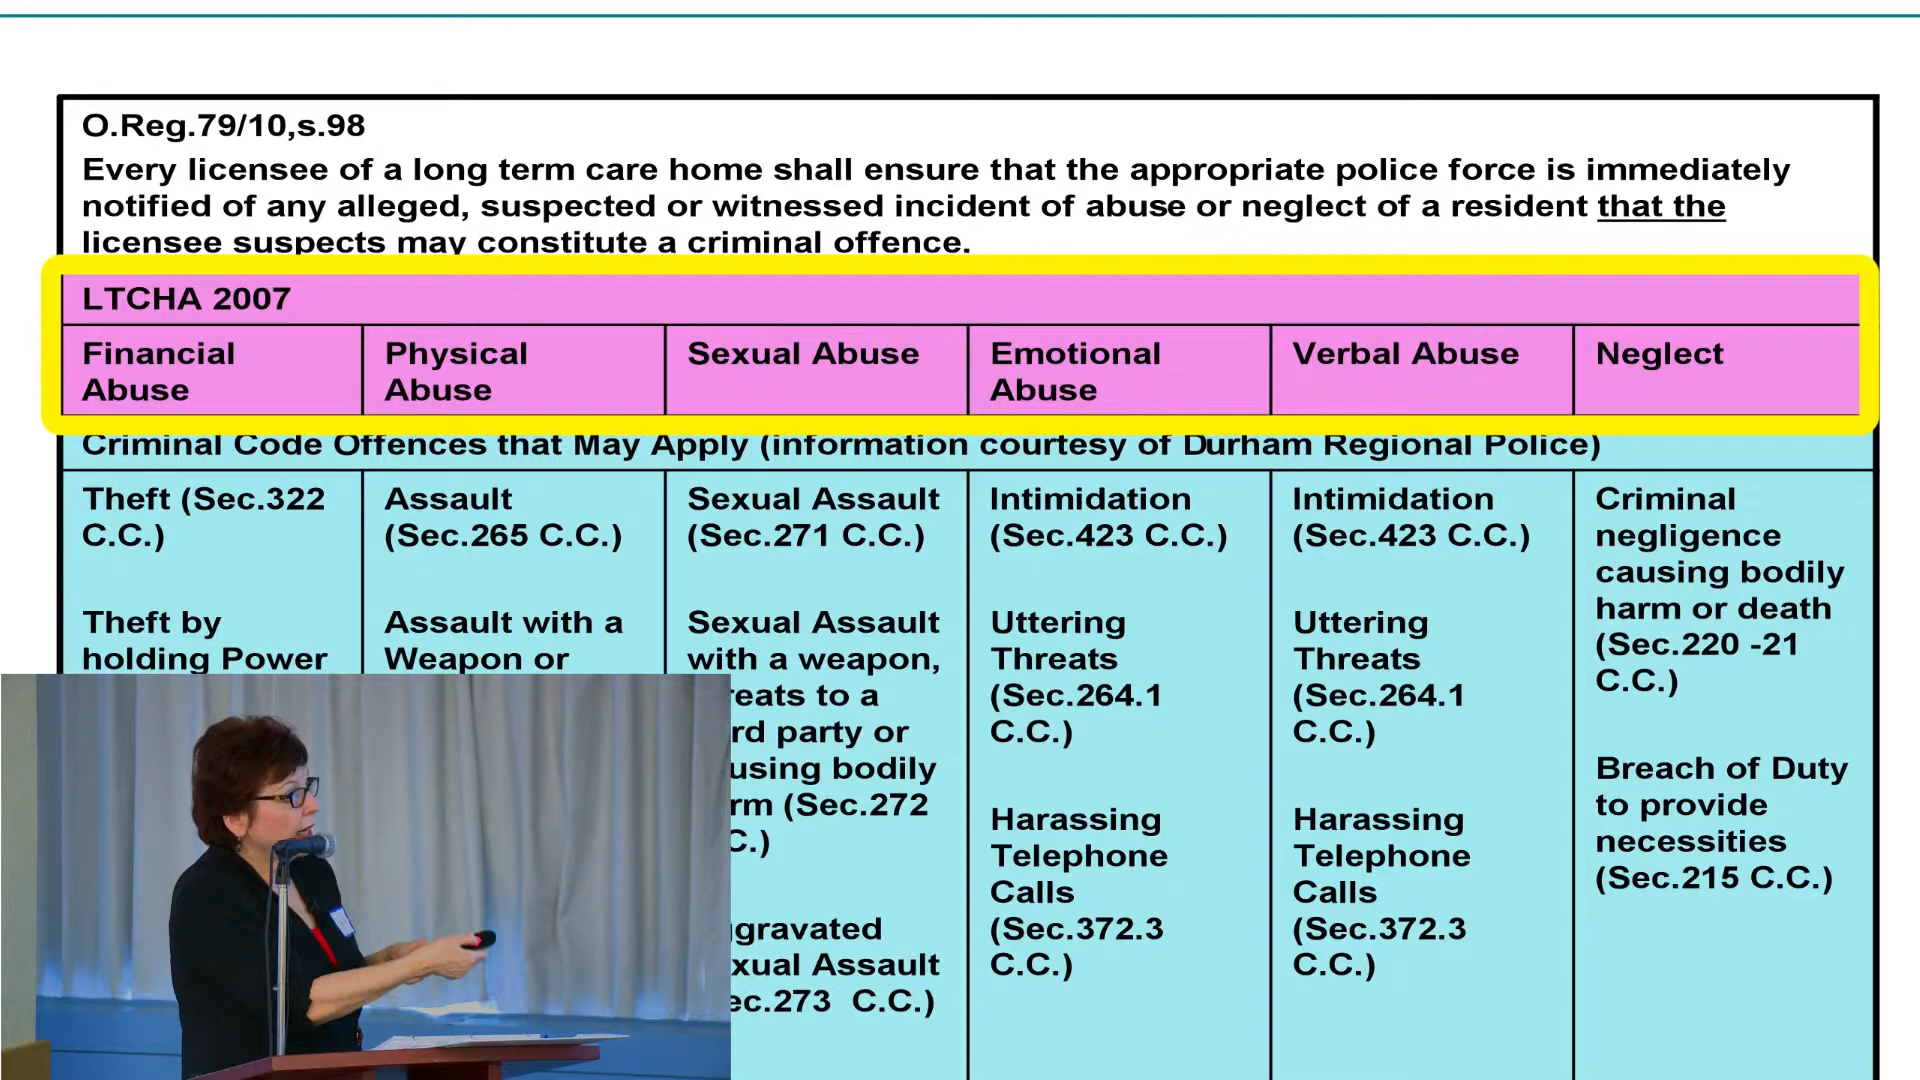 O.Reg.79/10,s.98
Every licensee of a long term care home shall ensure that the appropriate police force is immediately
notified of any alleged, suspected or witnessed incident of abuse or neglect of a resident that the
licensee suspects may constitute a criminal offence.
LTCHA 2007
Financial
Abuse
Physical
Abuse
Sexual Abuse
Emotional
Abuse
Verbal Abuse
Neglect
Criminal Code Offences that May Apply (information courtesy of Durham Regional Police)
Theft (Sec.322
C.C.)
Theft by
holding Power
Assault
(Sec.265 C.C.)
Assault with a
Weapon or
Sexual Assault
(Sec.271 C.C.)
Sexual Assault
with a weapon,
to a
party or
bodily
(Sec.272
C.)
Assault
C.C.)
Intimidation
(Sec.423 C.C.)
Uttering
Threats
(Sec.264.1
C.C.)
Harassing
Telephone
Calls
(Sec.372.3
C.C.)
Intimidation
(Sec.423 C.C.)
Uttering
Threats
(Sec.264.1
C.C.)
Harassing
Telephone
Calls
(Sec.372.3
C.C.)
Criminal
negligence
causing bodily
harm or death
(Sec.220 -21
C.C.)
Breach of Duty
to provide
necessities
(Sec.215 C.C.)